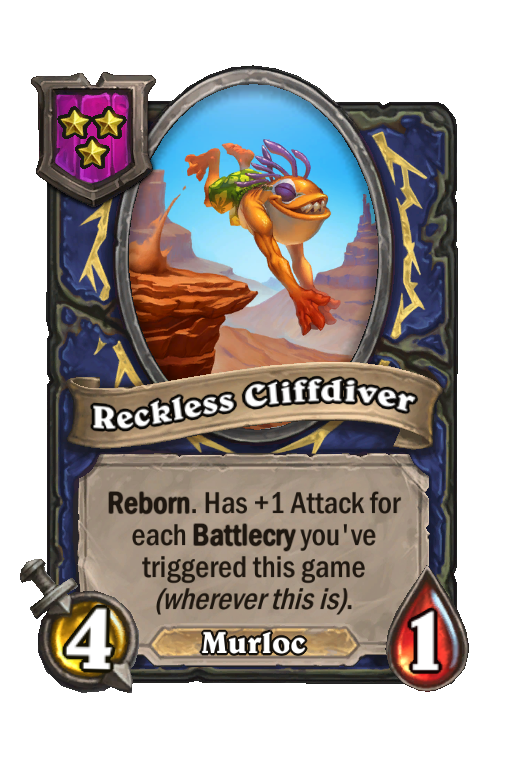 Reckless Cliffdiver
Reborn. Has +1 Attack for
each Battlecry you've
triggered this game
(wherever this is).
4
Murloc
1